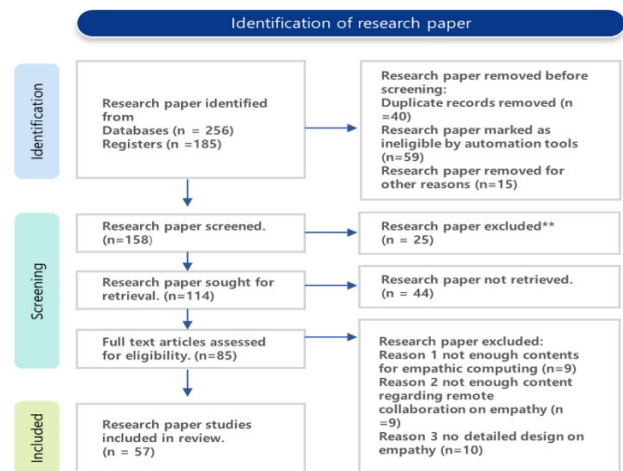 Identification of research paper
Identification
Research paper identified
from
Databases (n = 256)
Registers (n =185)
Research paper removed before
screening:
Duplicate records removed (n
=40)
Research paper marked as
ineligible by automation tools
(n=59)
Research paper removed for
other reasons (n=15)
Screening
Research paper screened.
(n=158)
Research paper excluded**
(n = 25)
Research paper sought for
retrieval. (n=114)
Research paper not retrieved.
(n = 44)
Full text articles assessed
for eligibility. (n=85)
Research paper excluded:
Reason 1 not enough contents
for empathic computing (n=9)
Reason 2 not enough content
regarding remote
collaboration on empathy (n
=9)
Reason 3 no detailed design on
empathy (n=10)
Included
Research paper studies
included in review.
(n = 57)